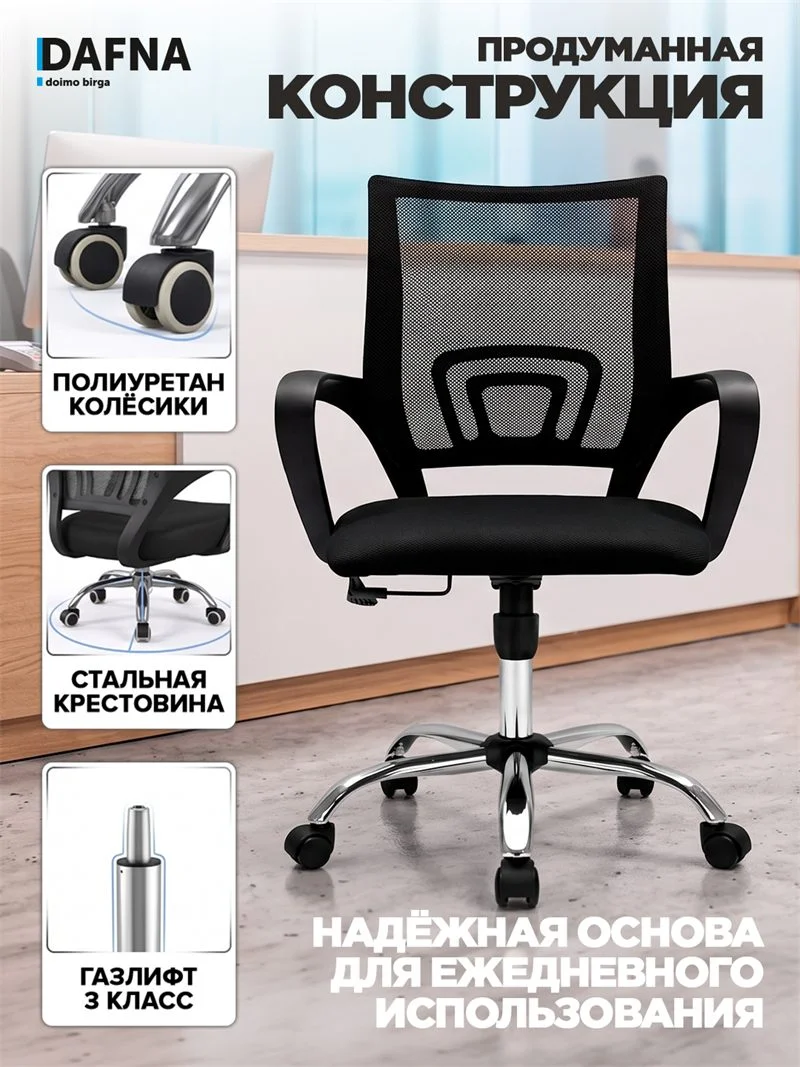 DAFNA
doimo birga
ПРОДУМАННАЯ
КОНСТРУКЦИЯ
ПОЛИУРЕТАН
КОЛЁСИКИ
СТАЛЬНАЯ
КРЕСТОВИНА
ГАЗЛИФТ
3 КЛАСС
НАДЁЖНАЯ ОСНОВА
ДЛЯ ЕЖЕДНЕВНОГО
ИСПОЛЬЗОВАНИЯ